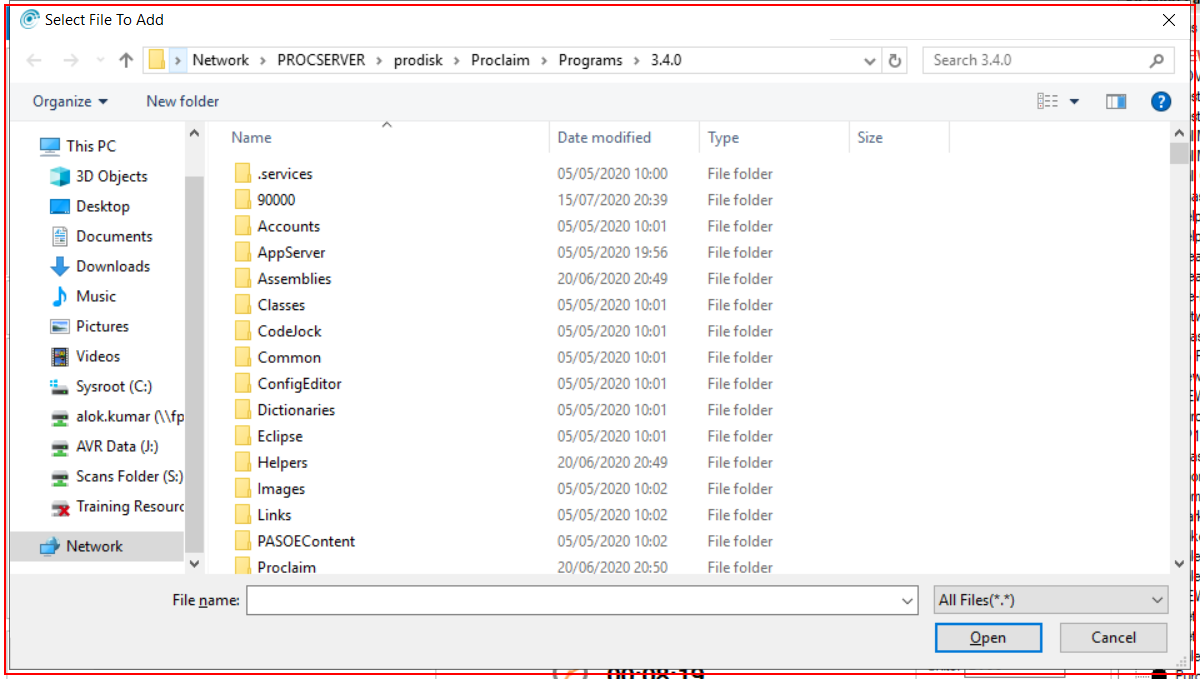 Select File To Add
Network > PROCSERVER > prodisk > Proclaim > Programs > 3.4.0
Search 3.4.0
Organize
New folder
This PC
3D Objects
Desktop
Documents
Downloads
Music
Pictures
Videos
Sysroot (C:)
alok.kumar (\\fp
AVR Data (J:)
Scans Folder (S:)
Training Resourc
Network
Name Date modified Type Size
.services 05/05/2020 10:00 File folder
90000 15/07/2020 20:39 File folder
Accounts 05/05/2020 10:01 File folder
AppServer 05/05/2020 19:56 File folder
Assemblies 20/06/2020 20:49 File folder
Classes 05/05/2020 10:01 File folder
CodeJock 05/05/2020 10:01 File folder
Common 05/05/2020 10:01 File folder
ConfigEditor 05/05/2020 10:01 File folder
Dictionaries 05/05/2020 10:01 File folder
Eclipse 05/05/2020 10:01 File folder
Helpers 20/06/2020 20:49 File folder
Images 05/05/2020 10:02 File folder
Links 05/05/2020 10:02 File folder
PASOEContent 05/05/2020 10:02 File folder
Proclaim 20/06/2020 20:50 File folder
File name:
All Files(*.*)
Open
Cancel
00:08:19